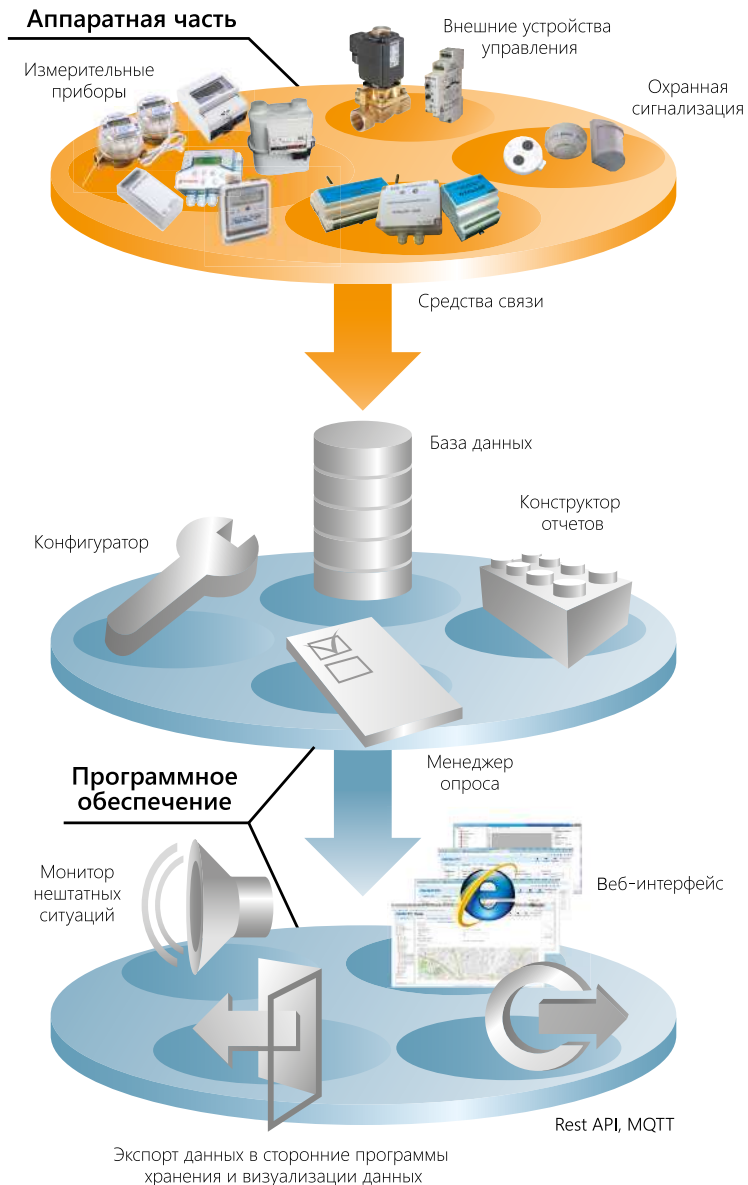 Аппаратная часть
Внешние устройства
управления
Измерительные
приборы
Охранная
сигнализация
Средства связи
База данных
Конструктор
отчетов
Конфигуратор
Менеджер
опроса
Программное
обеспечение
Монитор
нештатных
ситуаций
Веб-интерфейс
Rest API, MQTT
Экспорт данных в сторонние программы
хранения и визуализации данных